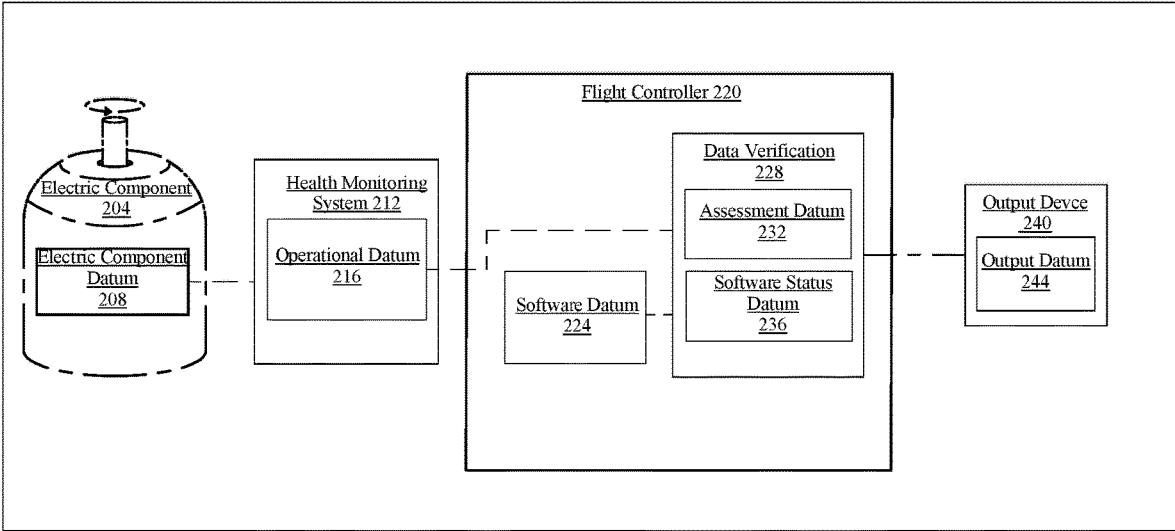 Flight Controller 220
Electric Component
204
Electric Component
Datum
208
Health Monitoring
System 212
Operational Datum
216
Software Datum
224
Data Verification
228
Assessment Datum
232
Software Status
Datum
236
Output Devce
240
Output Datum
244